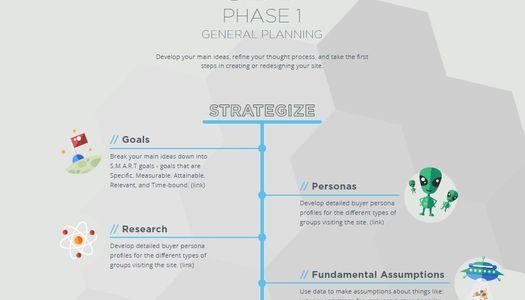 PHASE 1
GENERAL PLANNING
Develop your main ideas, refine your thought process, and take the first
steps in creating or redesigning your site.
STRATEGIZE
// Goals
Break your main ideas down into
S.M.A.R.T goals - goals that are
Specific, Measurable, Attainable,
Relevant, and Time-bound. (link)
// Personas
Develop detailed buyer persona
profiles for the different types of
groups visiting the site. (link)
// Research
Develop detailed buyer persona
profiles for the different types of
groups visiting the site. (link)
// Fundamental Assumptions
Use data to make assumptions about things like: